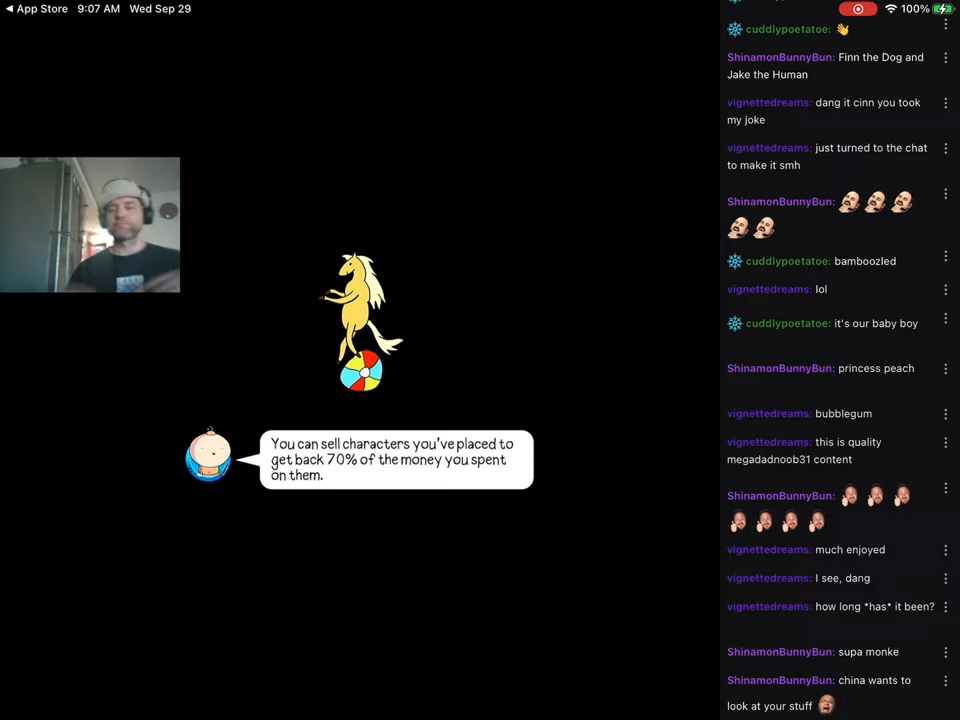 ◀ App Store 9:07 AM Wed Sep 29
100%
cuddlypoetatoe: 👋
ShinamonBunnyBun: Finn the Dog and
Jake the Human
vignettedreams: dang it cinn you took
my joke
vignettedreams: just turned to the chat
to make it smh
ShinamonBunnyBun:
cuddlypoetatoe: bamboozled
vignettedreams: lol
cuddlypoetatoe: it's our baby boy
ShinamonBunnyBun: princess peach
vignettedreams: bubblegum
vignettedreams: this is quality
megadadnoob31 content
ShinamonBunnyBun:
vignettedreams: much enjoyed
vignettedreams: I see, dang
vignettedreams: how long *has* it been?
ShinamonBunnyBun: supa monke
ShinamonBunnyBun: china wants to
look at your stuff
You can sell characters you've placed to
get back 70% of the money you spent
on them.